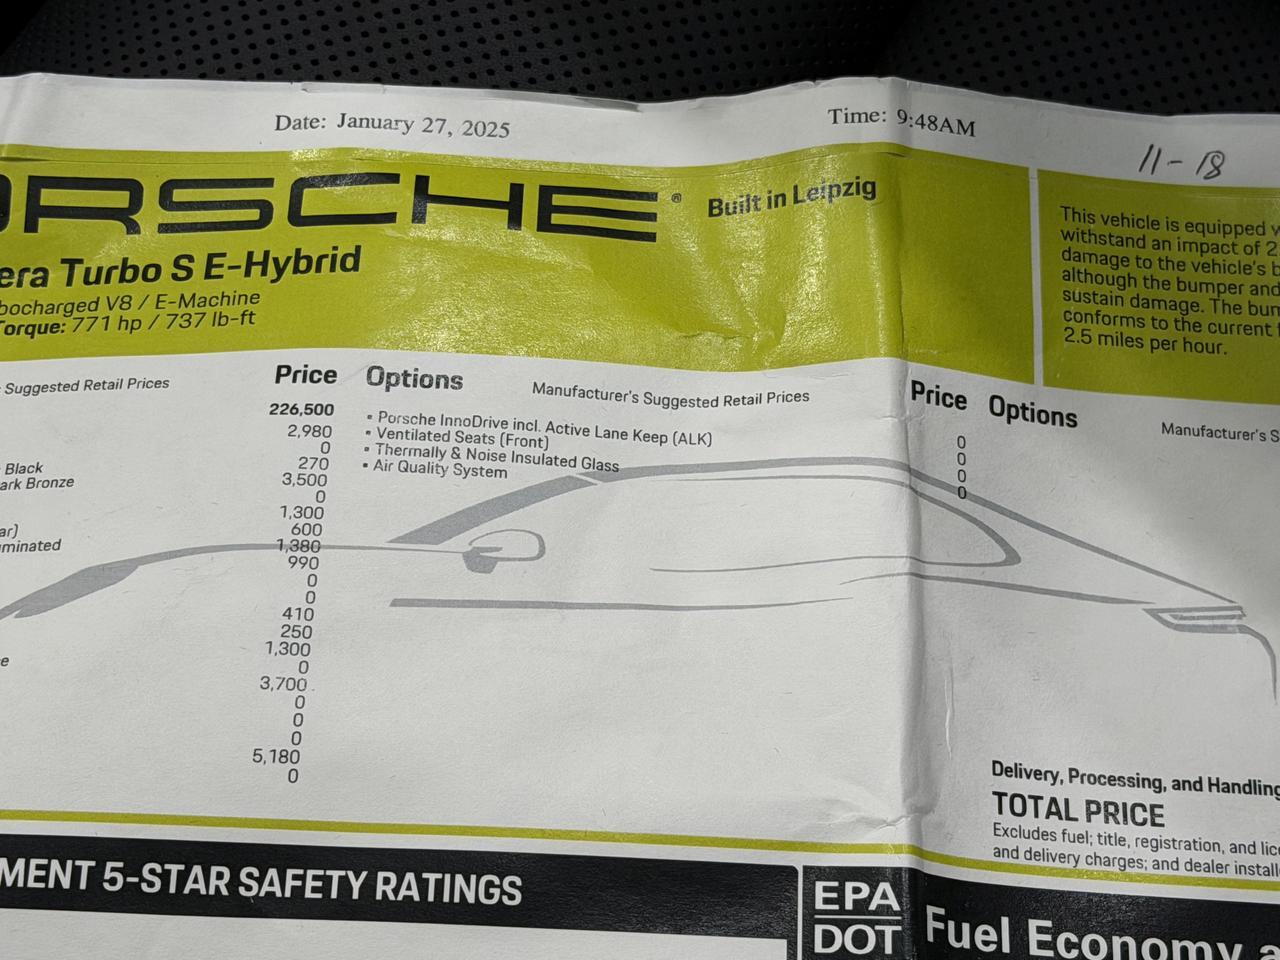 Date: January 27, 2025 Time: 9:48AM
11-18
RSCHE® Built in Leipzig
era Turbo S E-Hybrid
bocharged V8 / E-Machine
Torque: 771 hp / 737 lb-ft
This vehicle is equipped
withstand an impact of 2
damage to the vehicle's b
although the bumper and
sustain damage. The bum
conforms to the current
2.5 miles per hour.
Suggested Retail Prices Price
226,500
2,980
0
Black 270
ark Bronze 3,500
0
1,300
ar) 600
minated 1,380
990
0
0
410
250
1,300
0
3,700
0
0
0
5,180
0
Options Manufacturer's Suggested Retail Prices Price
• Porsche InnoDrive incl. Active Lane Keep (ALK) 0
• Ventilated Seats (Front) 0
• Thermally & Noise Insulated Glass 0
• Air Quality System 0
Options Manufacturer's S
Delivery, Processing, and Handling
TOTAL PRICE
Excludes fuel; title, registration, and lice
and delivery charges; and dealer install
MENT 5-STAR SAFETY RATINGS
EPA
DOT
Fuel Economy a